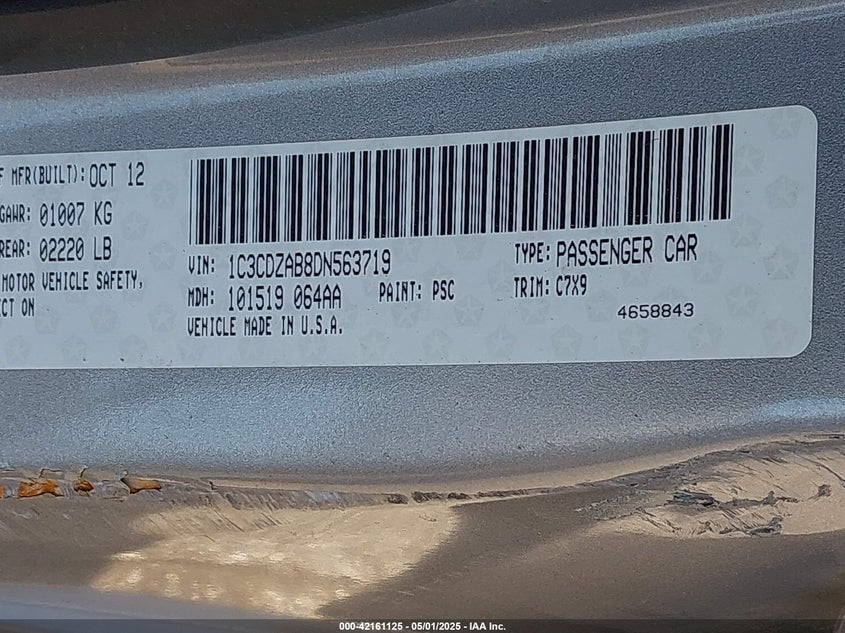 F MFR(BUILT): OCT 12
GAWR: 01007 KG
REAR: 02220 LB
MOTOR VEHICLE SAFETY,
ECT ON
VIN: 1C3CDZAB8DN563719
TYPE: PASSENGER CAR
MDH: 101519 064AA PAINT: PSC
TRIM: C7X9
VEHICLE MADE IN U.S.A.
4658843
000-42161125 - 05/01/2025 - IAA Inc.